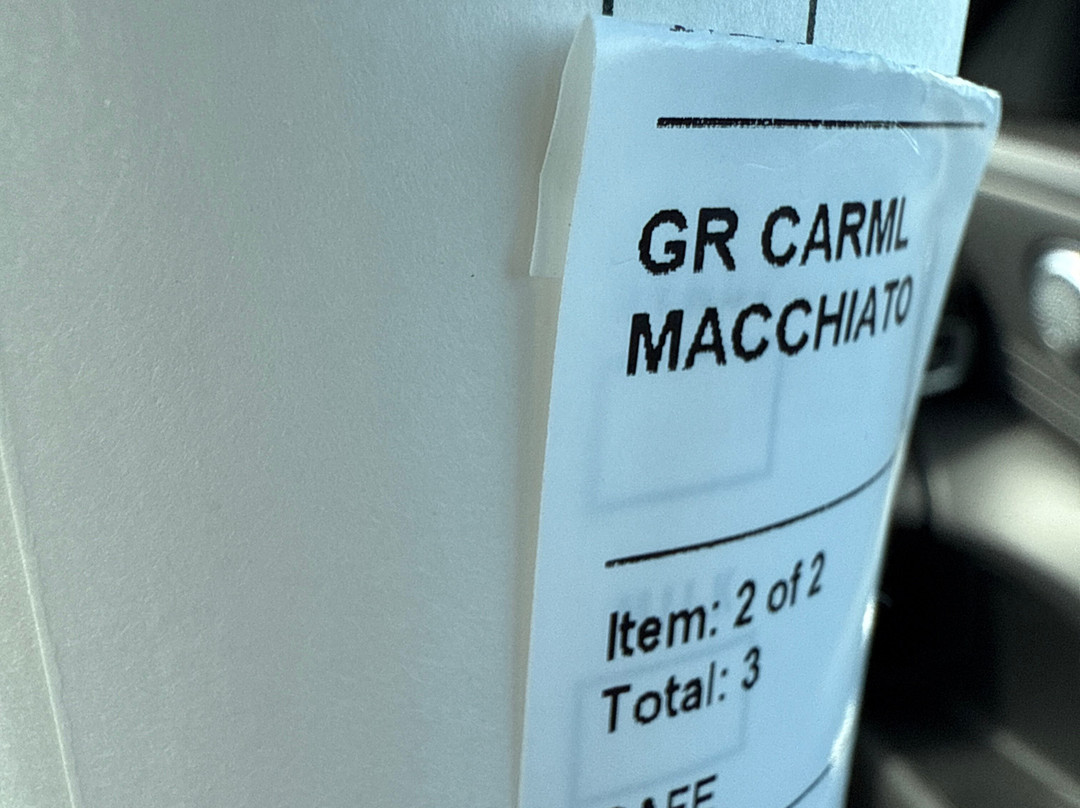 GR CARML
MACCHIATO
Item: 2 of 2
Total: 3